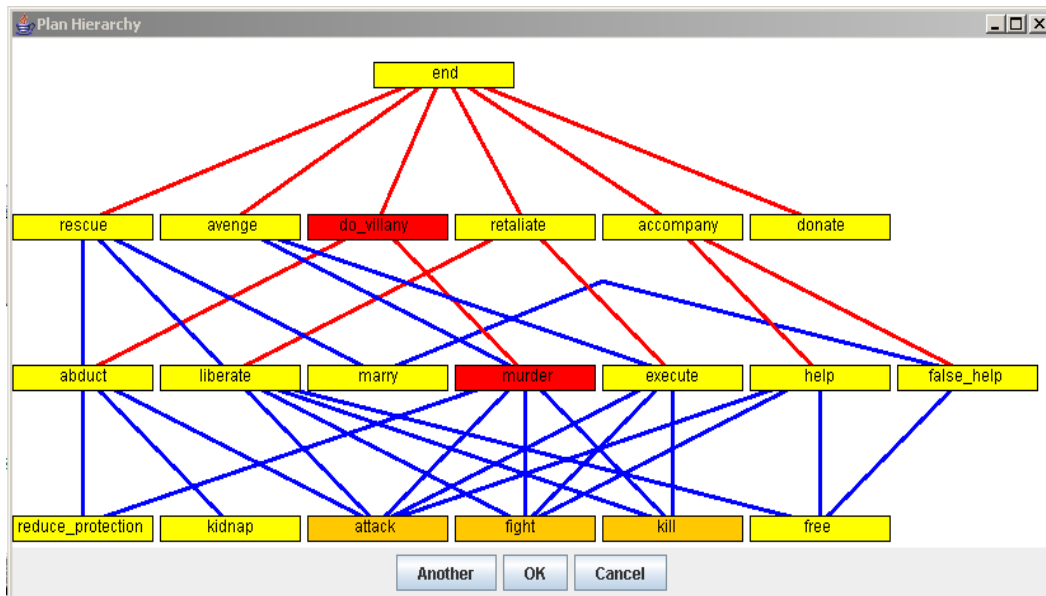 Plan Hierarchy
end
rescue avenge do_villany retaliate accompany donate
abduct liberate marry murder execute help false_help
reduce_protection kidnap attack fight kill free
Another OK Cancel